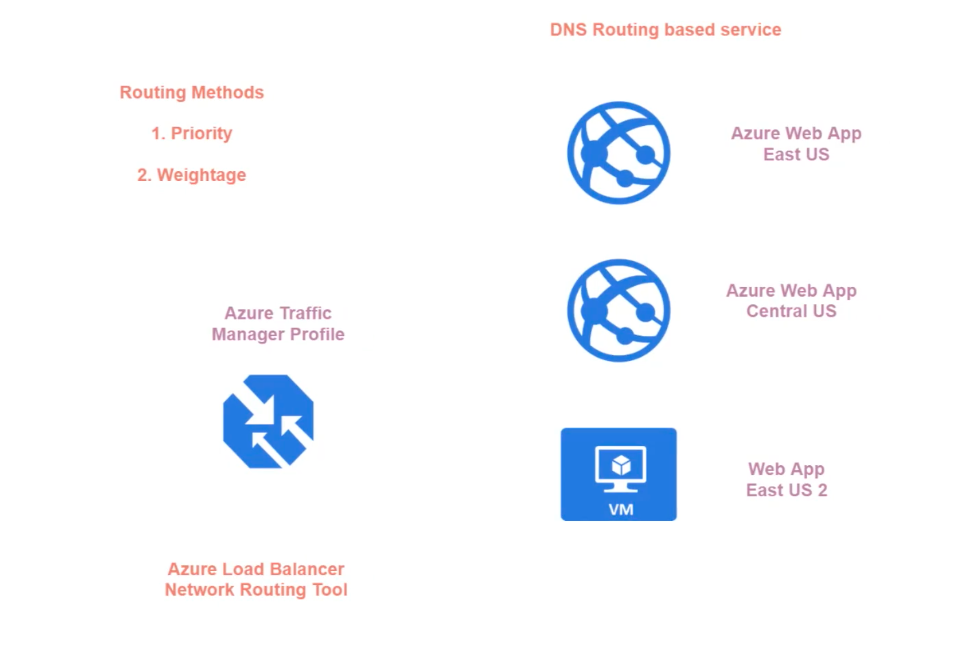 DNS Routing based service
Routing Methods
1. Priority
2. Weightage
Azure Web App
East US
Azure Web App
Central US
Azure Traffic
Manager Profile
VM
Web App
East US 2
Azure Load Balancer
Network Routing Tool